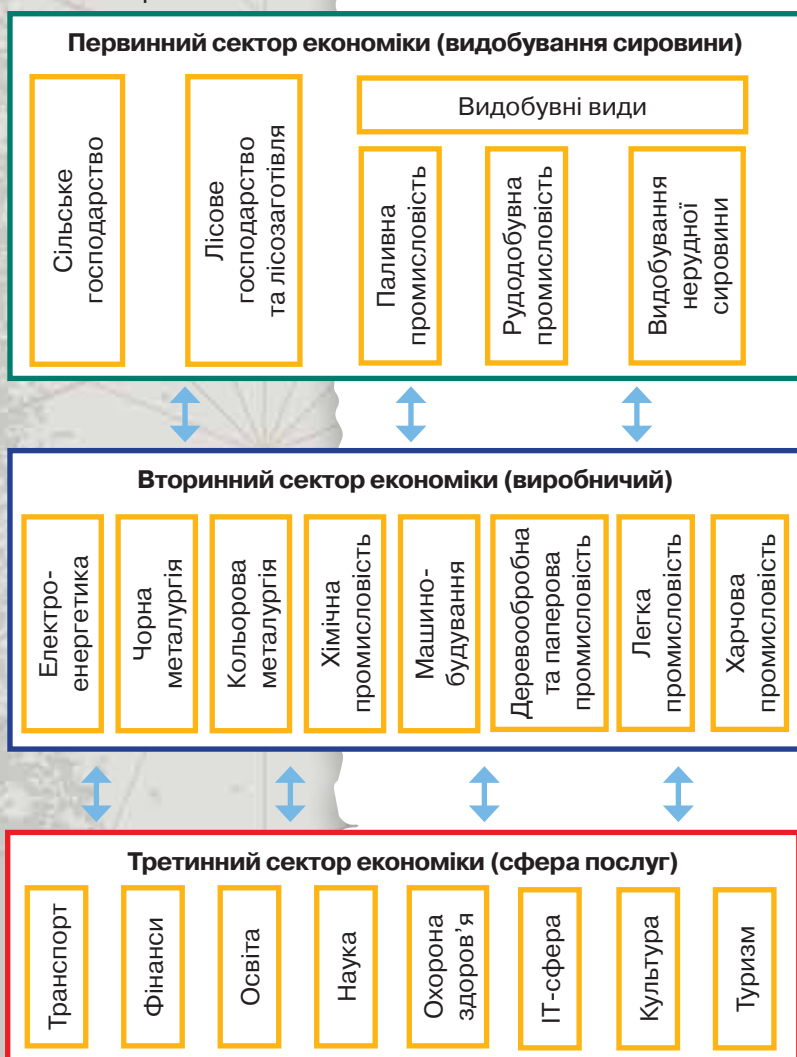 Первинний сектор економіки (видобування сировини)
Сільське
господарство
Лісове
господарство
та лісозаготівля
Видобувні види
Паливна
промисловість
Рудодобувна
промисловість
Видобування
нерудної
сировини
Вторинний сектор економіки (виробничий)
Електро-
енергетика
Чорна
металургія
Кольорова
металургія
Хімічна
промисловість
Машино-
будування
Деревообробна
та паперова
промисловість
Легка
промисловість
Харчова
промисловість
Третинний сектор економіки (сфера послуг)
Транспорт
Фінанси
Освіта
Наука
Охорона
здоров’я
ІТ-сфера
Культура
Туризм